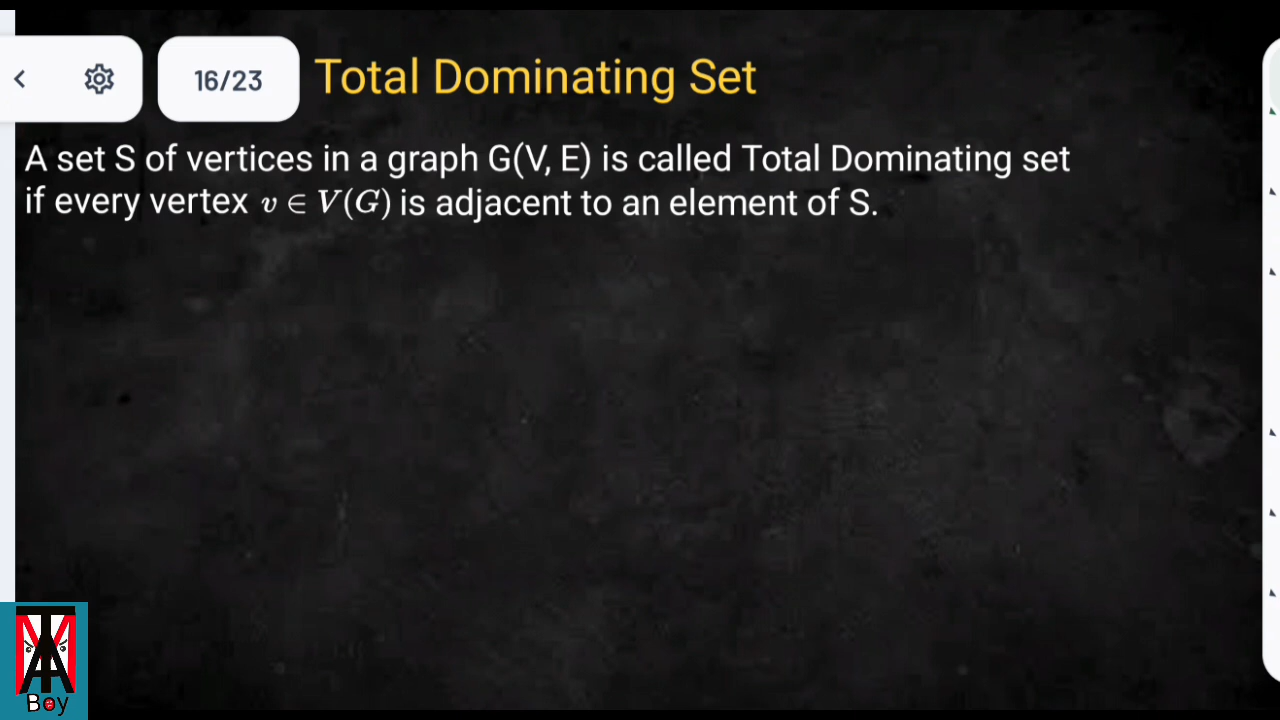 16/23
Total Dominating Set
A set S of vertices in a graph G(V, E) is called Total Dominating set
if every vertex v ∈ V(G) is adjacent to an element of S.
Boy